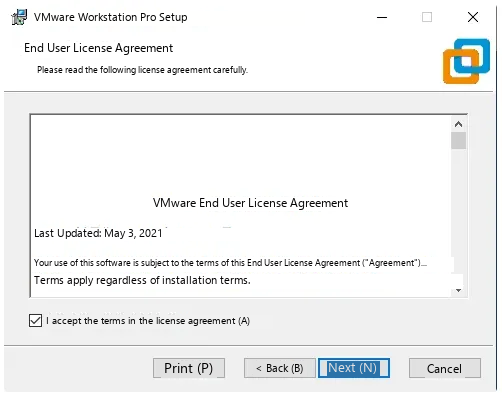 VMware Workstation Pro Setup
End User License Agreement
Please read the following license agreement carefully.
VMware End User License Agreement
Last Updated: May 3, 2021
Your use of this software is subject to the terms of this End User License Agreement ("Agreement")...
Terms apply regardless of installation terms.
I accept the terms in the license agreement (A)
Print (P)
< Back (B)
Next (N)
Cancel